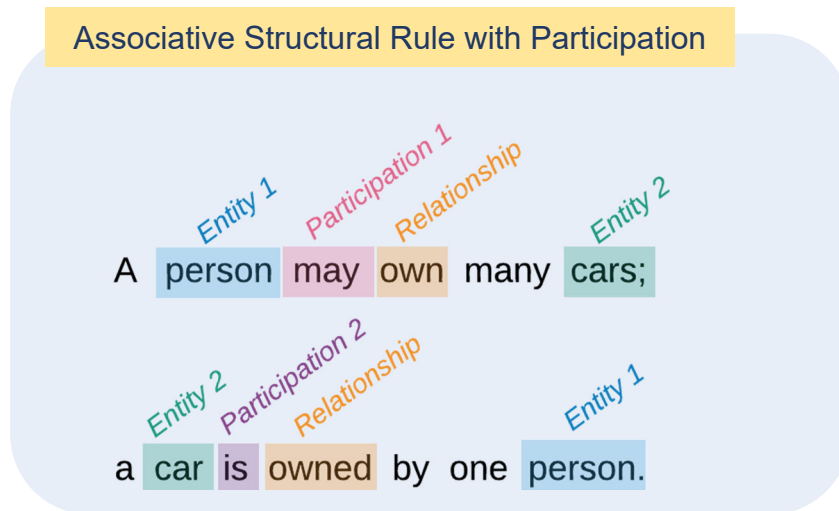 Associative Structural Rule with Participation
Entity 1 Participation 1 Relationship Entity 2
A person may own many cars;
Entity 2 Participation 2 Relationship Entity 1
a car is owned by one person.